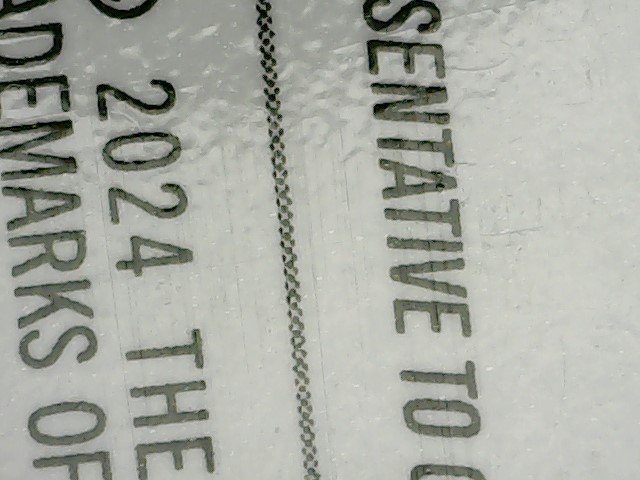 SENTATIVE TO
2024 THE
ADEMARKS OF